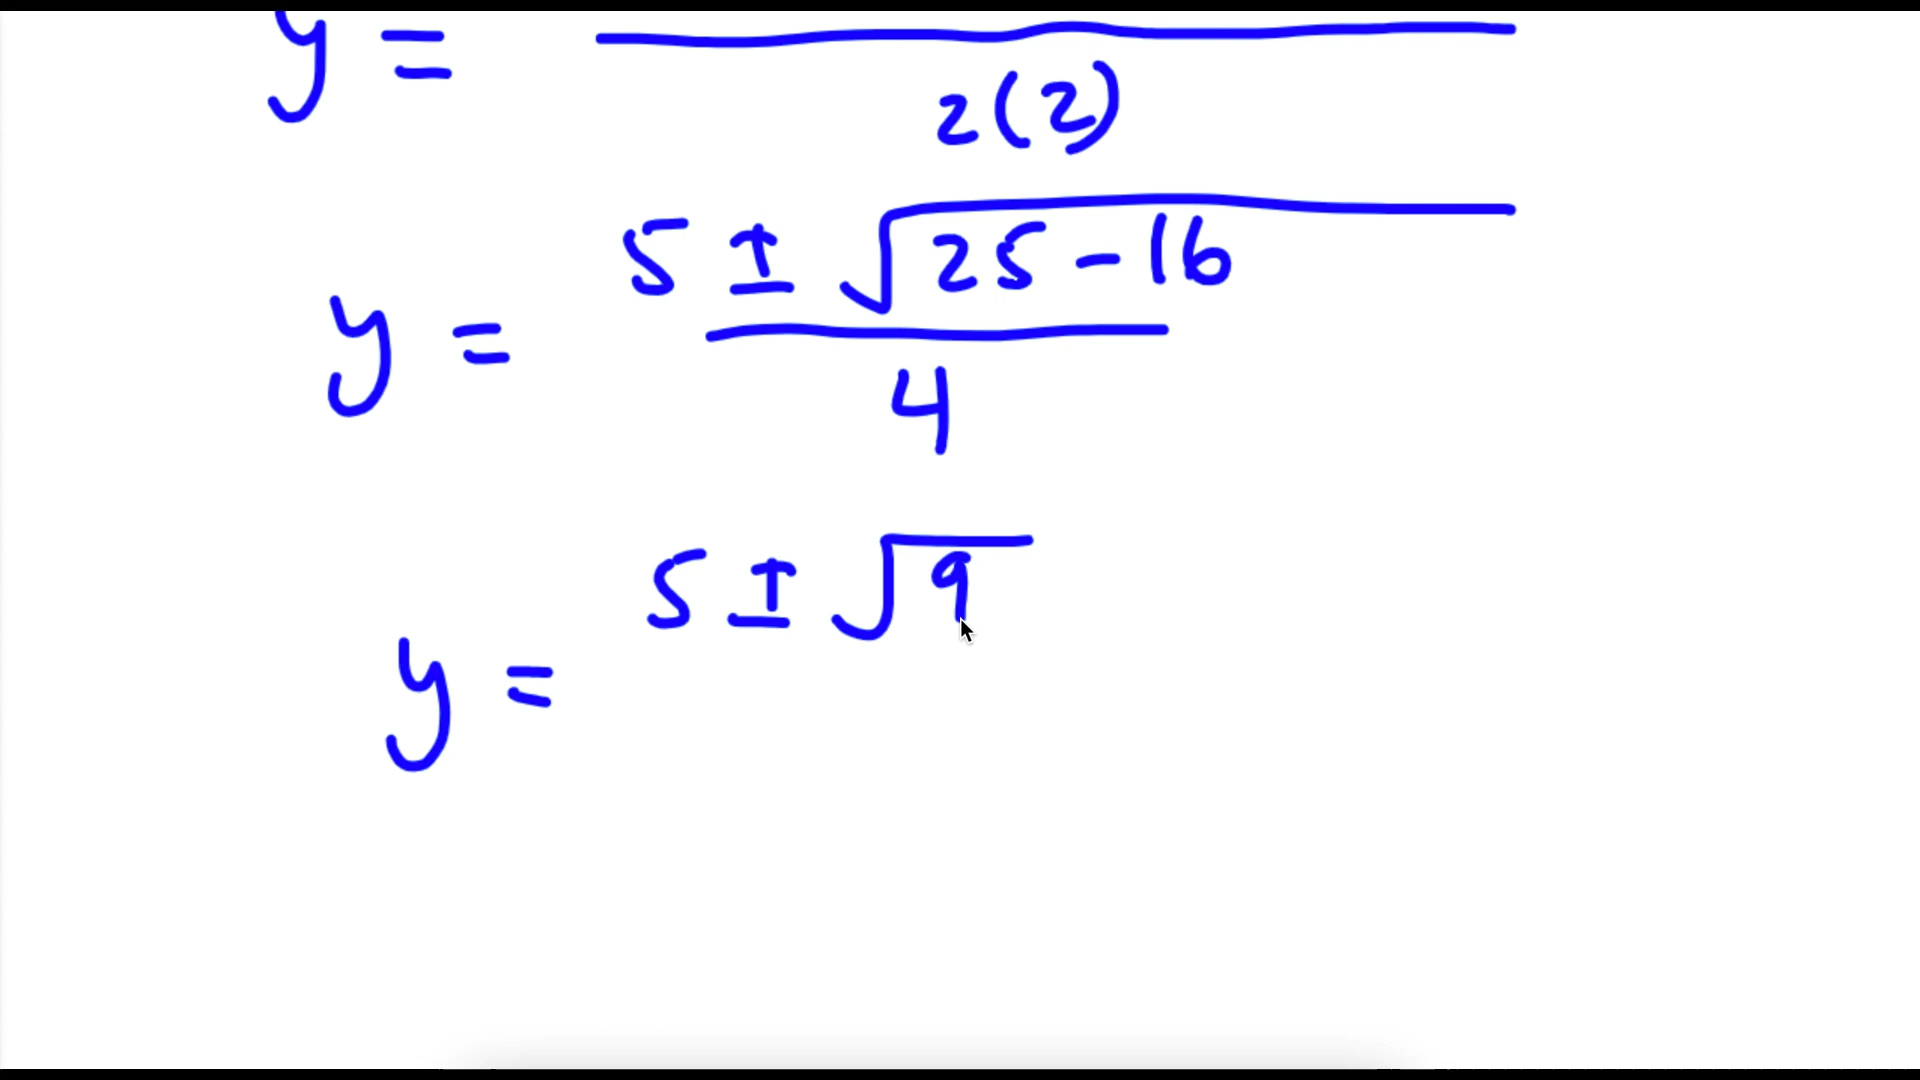 y =
2(2)
5 ± √25-16
y =
4
5 ± √9
y =